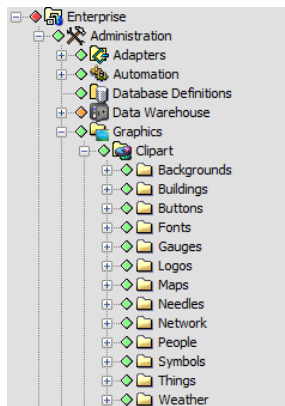 Enterprise
Administration
Adapters
Automation
Database Definitions
Data Warehouse
Graphics
Clipart
Backgrounds
Buildings
Buttons
Fonts
Gauges
Logos
Maps
Needles
Network
People
Symbols
Things
Weather